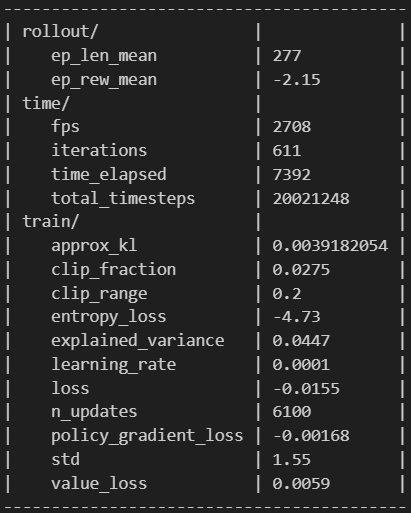 ------------------------------------------
| rollout/                |              |
|    ep_len_mean          | 277          |
|    ep_rew_mean          | -2.15        |
| time/                   |              |
|    fps                  | 2708         |
|    iterations           | 611          |
|    time_elapsed         | 7392         |
|    total_timesteps      | 20021248     |
| train/                  |              |
|    approx_kl            | 0.0039182054 |
|    clip_fraction        | 0.0275       |
|    clip_range           | 0.2          |
|    entropy_loss         | -4.73        |
|    explained_variance   | 0.0447       |
|    learning_rate        | 0.0001       |
|    loss                 | -0.0155      |
|    n_updates            | 6100         |
|    policy_gradient_loss | -0.00168     |
|    std                  | 1.55         |
|    value_loss           | 0.0059       |
------------------------------------------